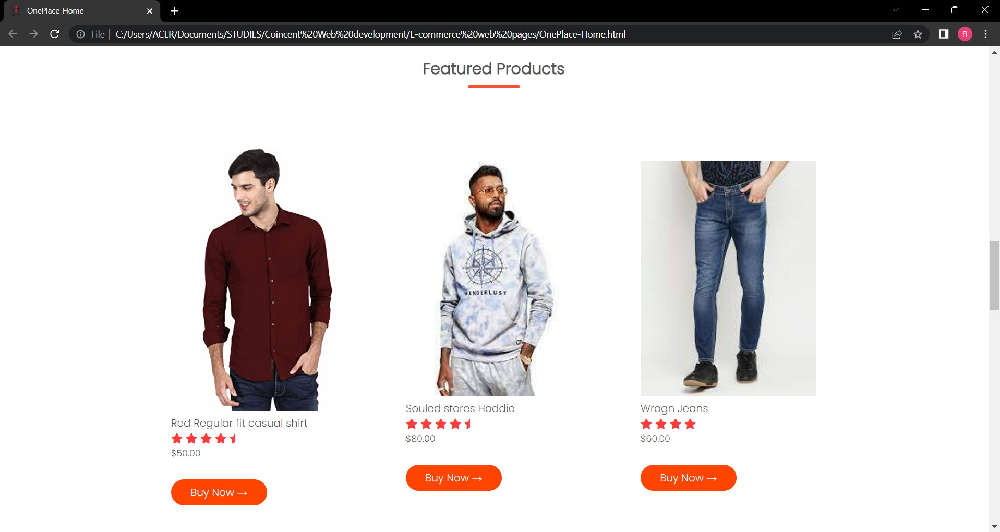 OnePlace-Home
File
C:/Users/ACER/Documents/STUDIES/Coincent%20Web%20development/E-commerce%20web%20pages/OnePlace-Home.html
R
Featured Products
WANDERLUST
Red Regular fit casual shirt
$50.00
Buy Now →
Souled stores Hoddie
$80.00
Buy Now →
Wrogn Jeans
$60.00
Buy Now →